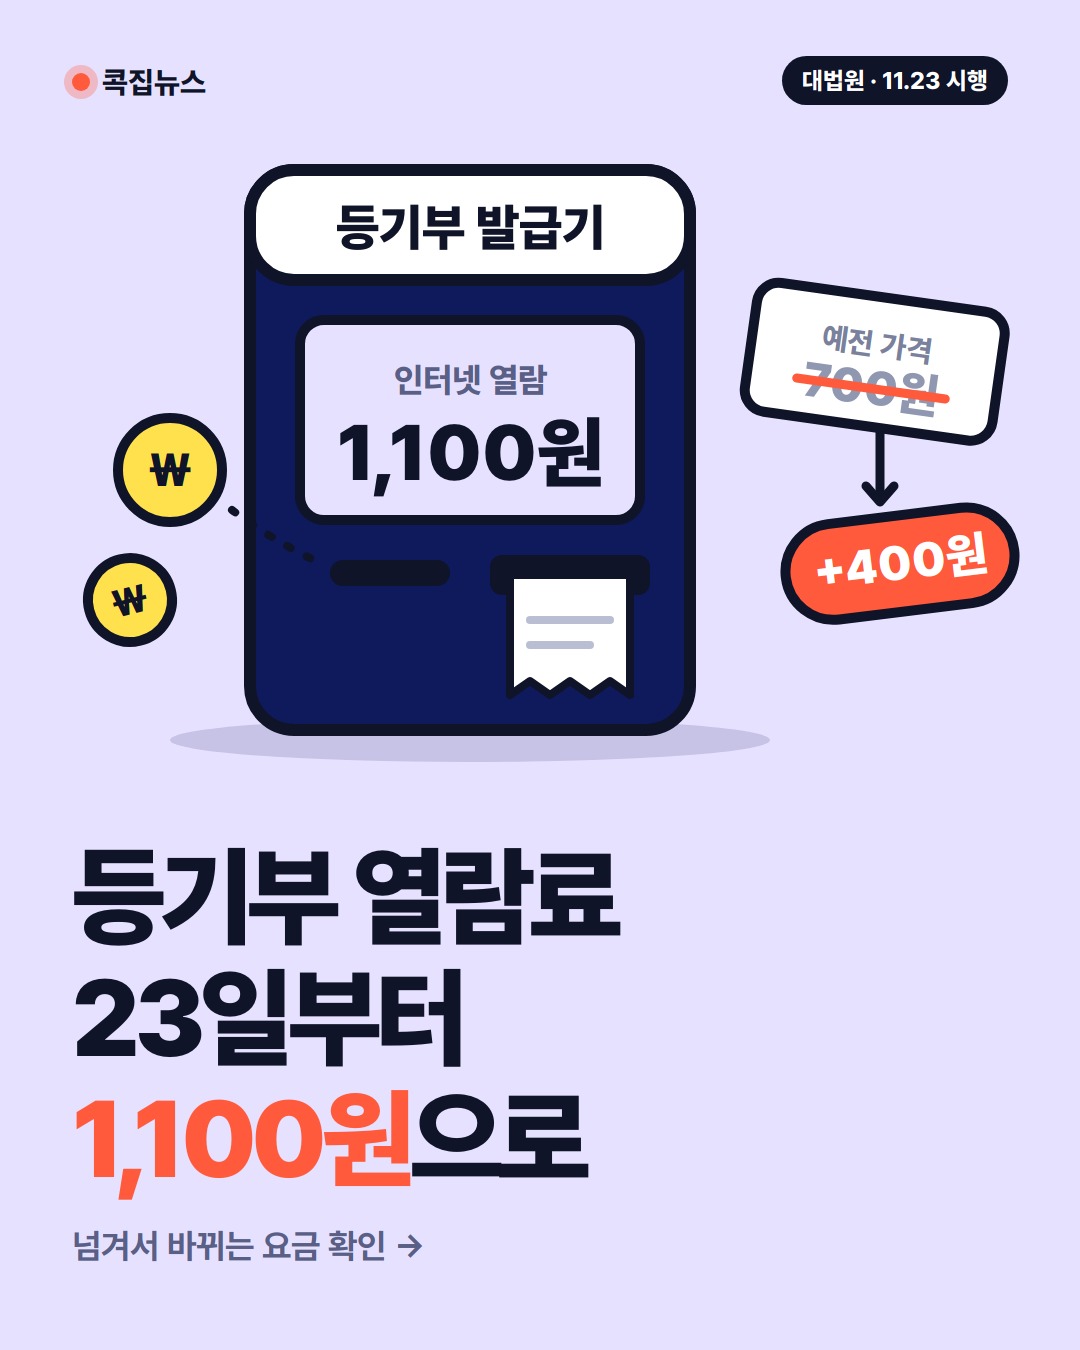 콕집뉴스
대법원 · 11.23 시행
등기부 발급기
인터넷 열람
1,100원
예전 가격
700원
+400원
₩
₩
등기부 열람료
23일부터
1,100원으로
넘겨서 바뀌는 요금 확인 →